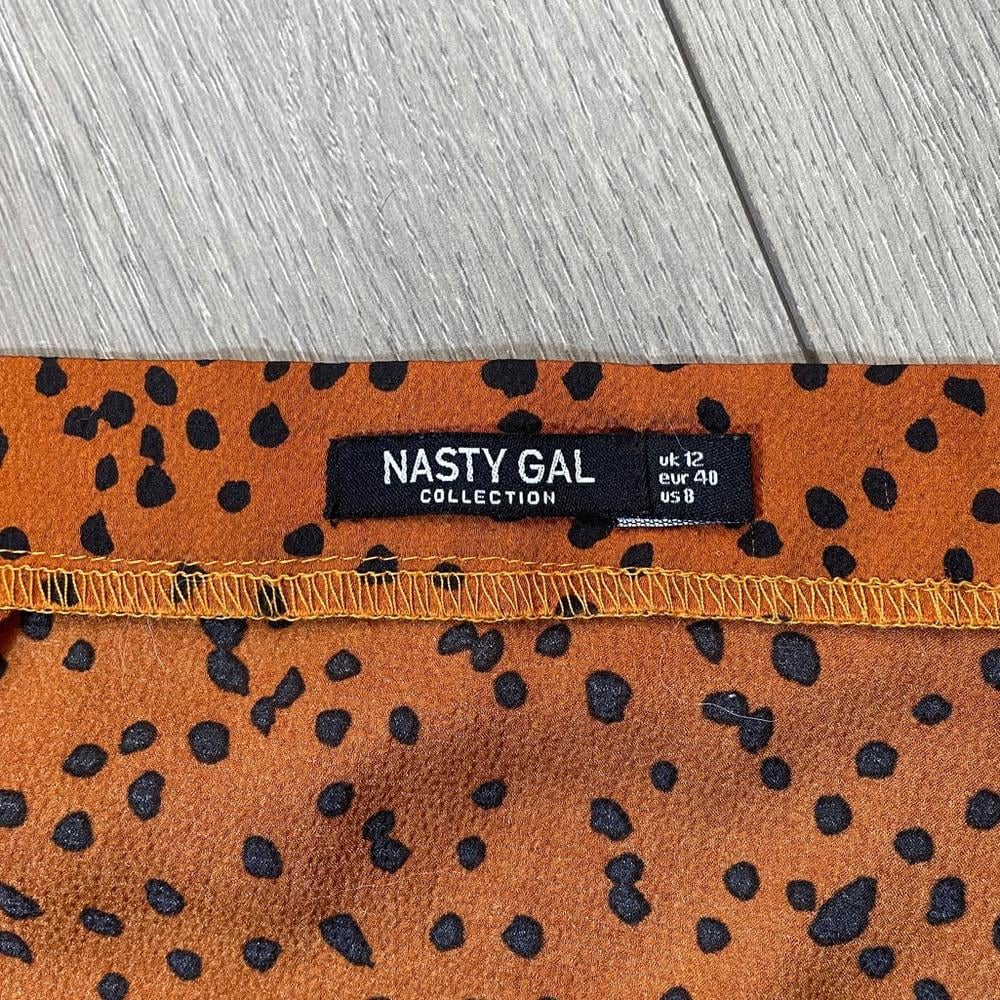 NASTY GAL
COLLECTION
uk 12
eur 40
us 8